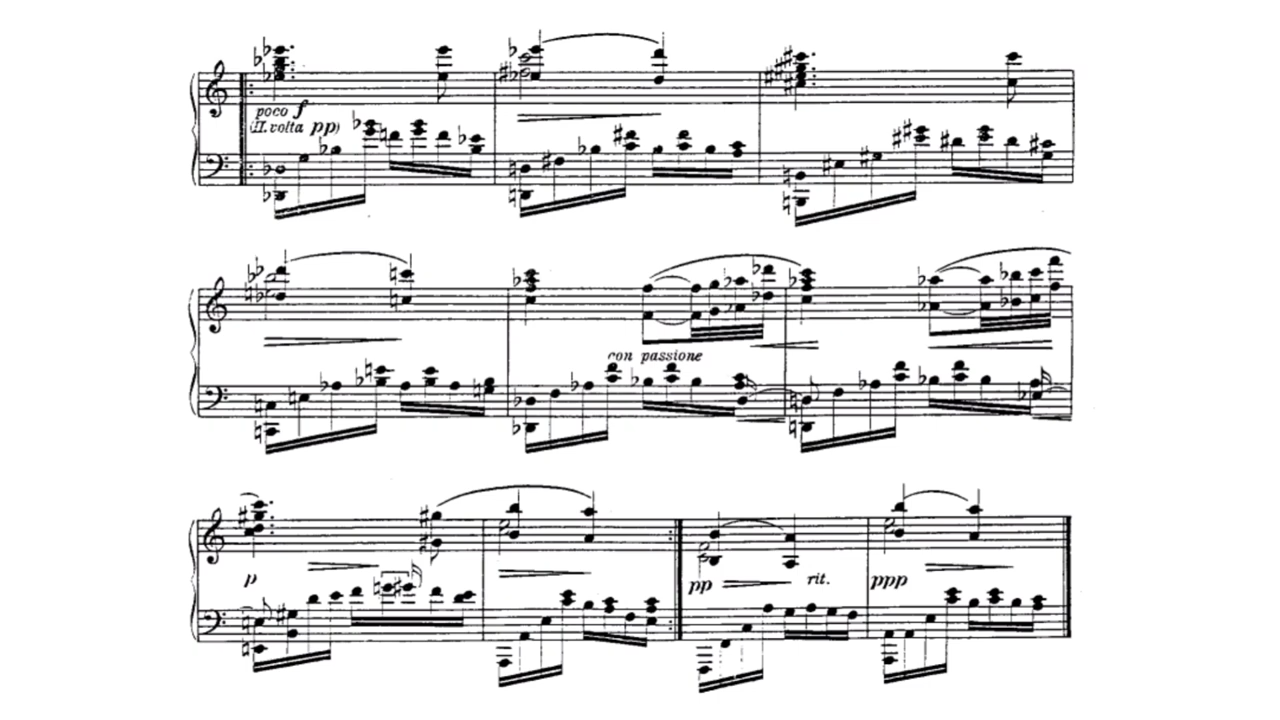 poco f
(II. volta pp)
con passione
p
pp rit. ppp